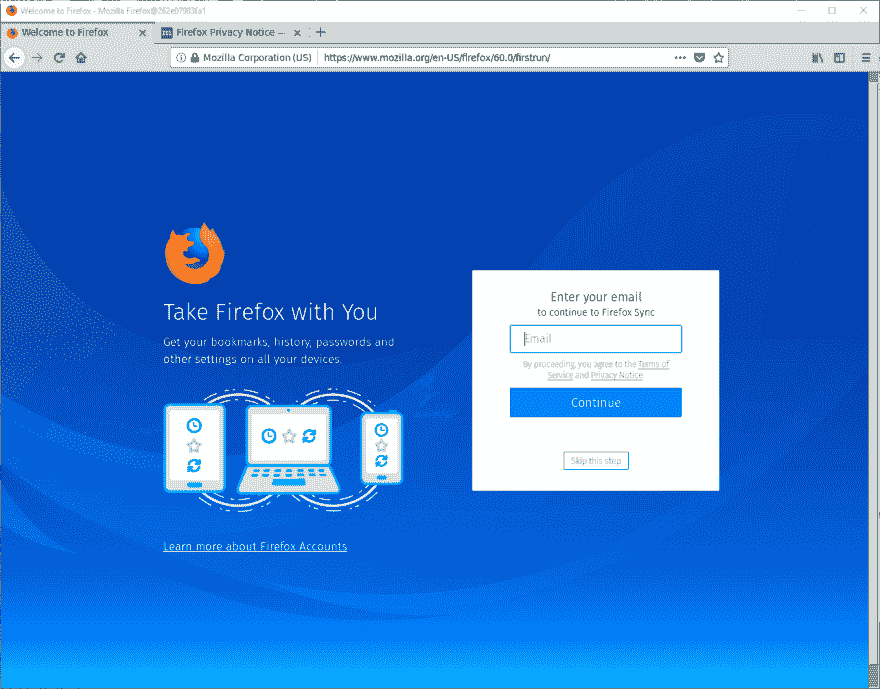 Welcome to Firefox - Mozilla Firefox@262e07983fa1
Welcome to Firefox
Firefox Privacy Notice —
Mozilla Corporation (US)
https://www.mozilla.org/en-US/firefox/60.0/firstrun/
Take Firefox with You
Get your bookmarks, history, passwords and
other settings on all your devices.
Learn more about Firefox Accounts
Enter your email
to continue to Firefox Sync
Email
By proceeding, you agree to the Terms of
Service and Privacy Notice
Continue
Skip this step